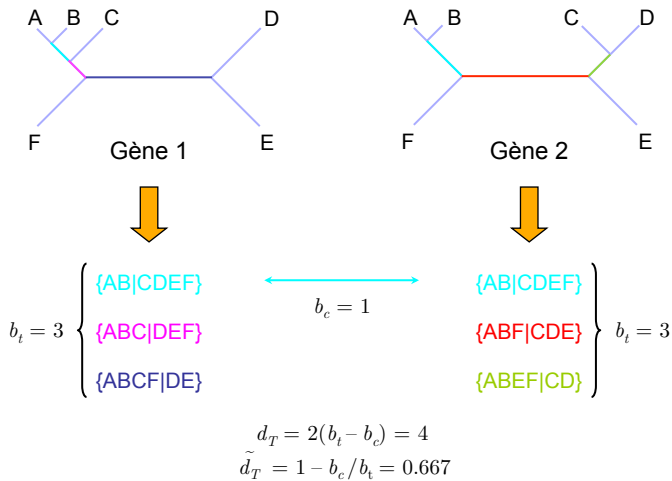 A B C D
F E
Gène 1
A B C D
F E
Gène 2
{AB|CDEF}
{ABC|DEF}
{ABCF|DE}
b_t = 3
b_c = 1
{AB|CDEF}
{ABF|CDE}
{ABEF|CD}
b_t = 3
d_T = 2(b_t – b_c) = 4
d̃_T = 1 – b_c/b_t = 0.667